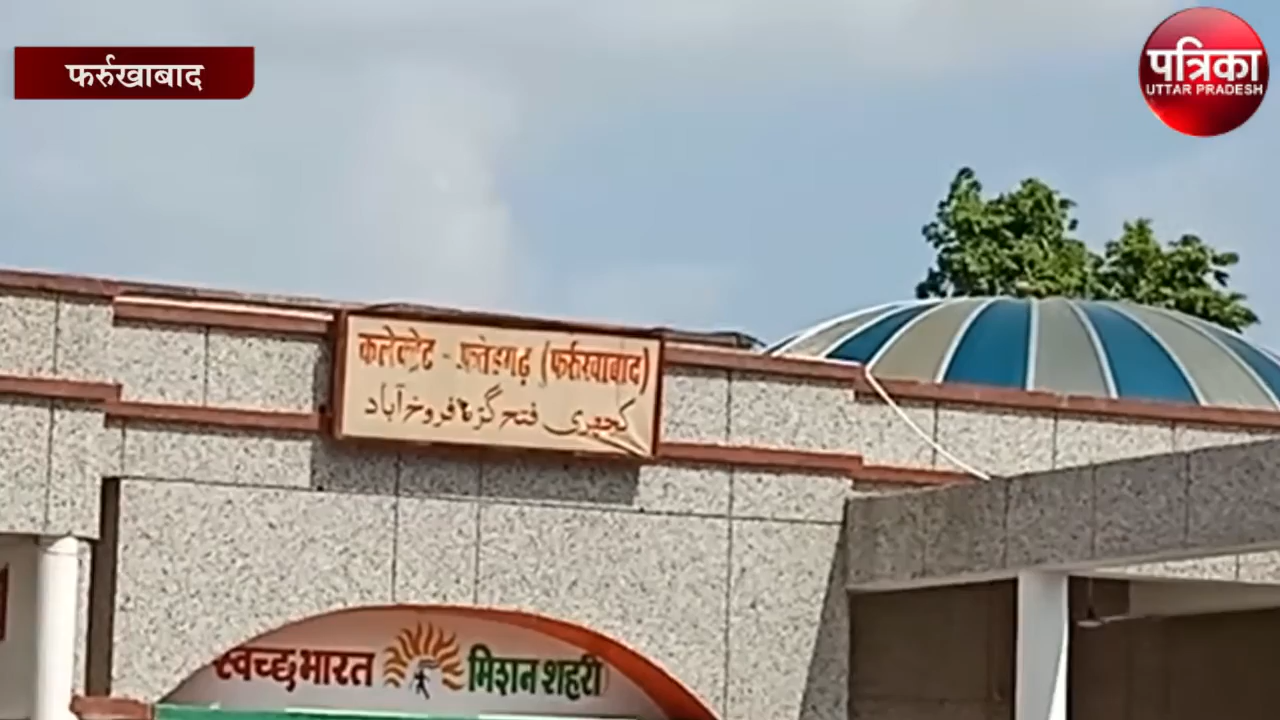 फर्रुखाबाद
पत्रिका
UTTAR PRADESH
कलेक्ट्रेट - फतेहगढ़ (फर्रुखाबाद)
کچہری فتح گڑھ فروخ آباد
स्वच्छ भारत मिशन शहरी